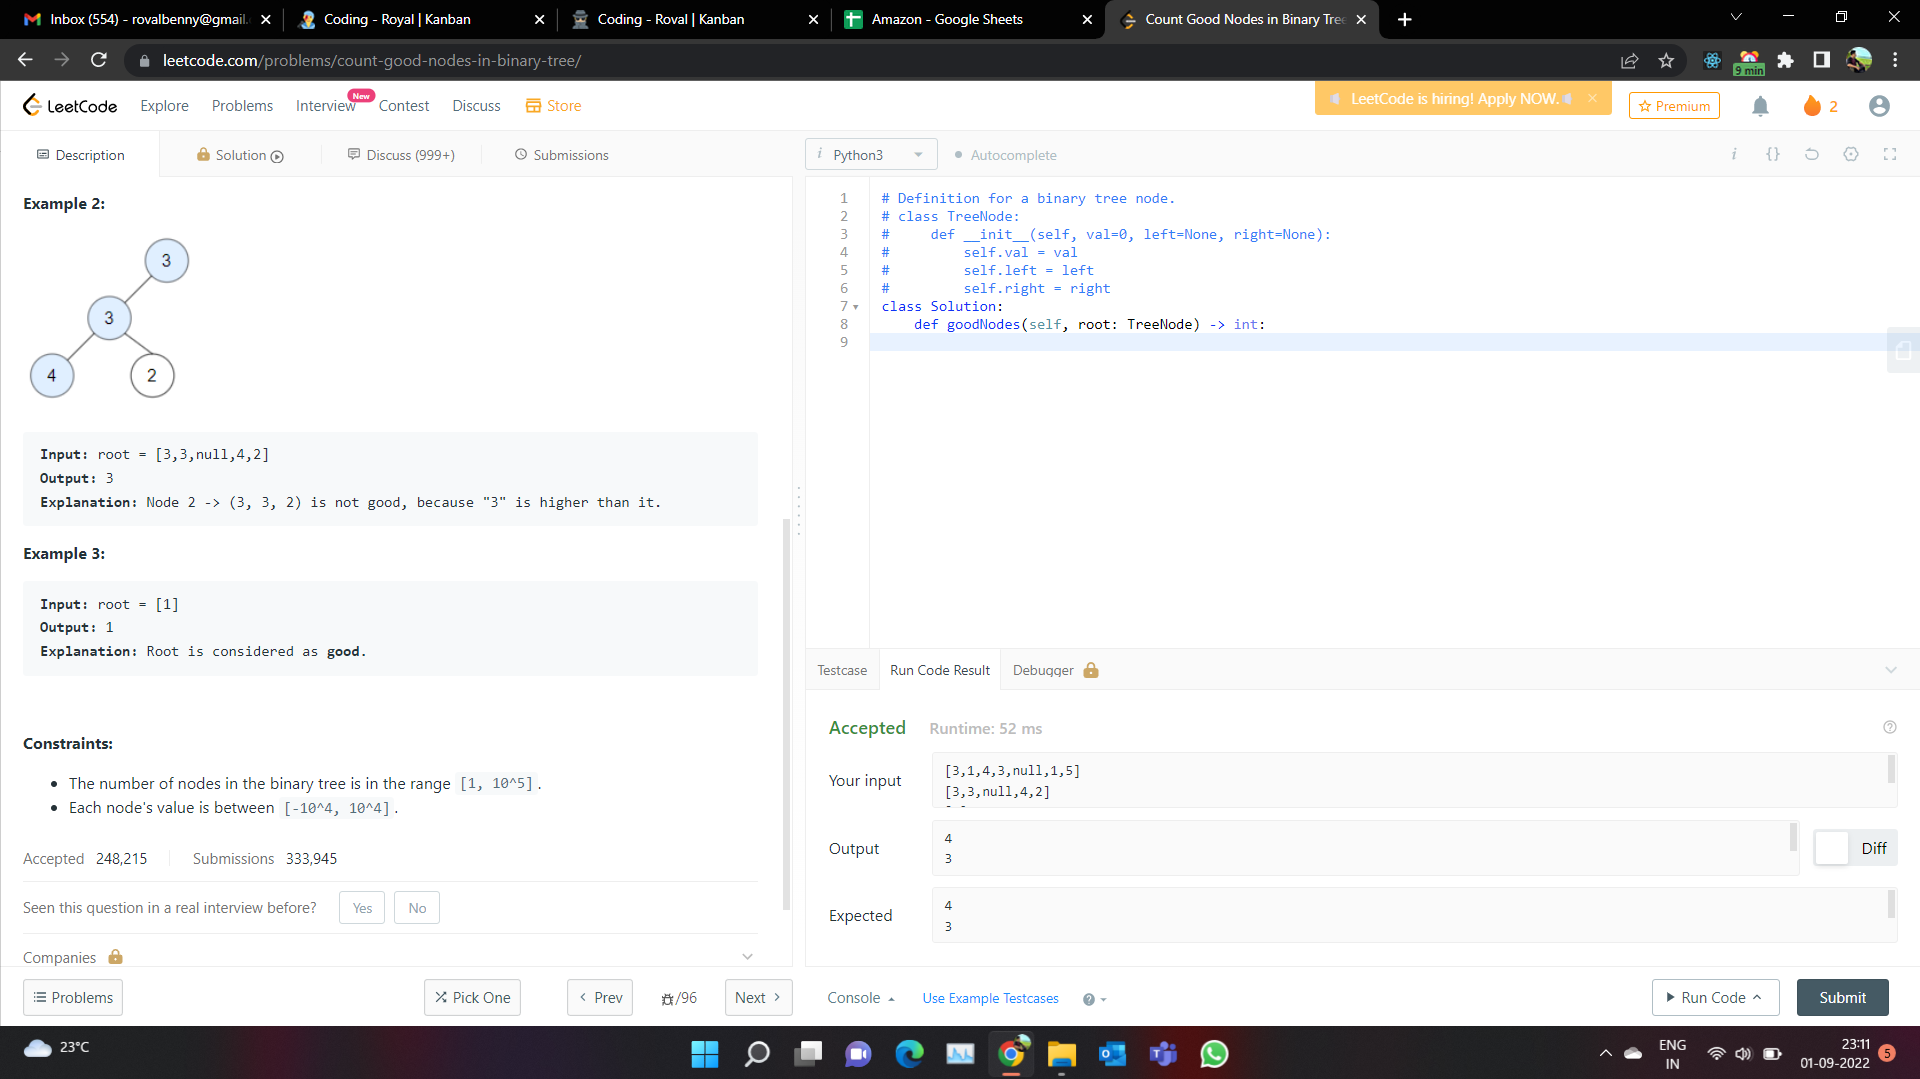 Inbox (554) - rovalbenny@gmail.
Coding - Royal | Kanban
Coding - Roval | Kanban
Amazon - Google Sheets
Count Good Nodes in Binary Tree
leetcode.com/problems/count-good-nodes-in-binary-tree/
9 min
LeetCode
Explore
Problems
Interview
New
Contest
Discuss
Store
LeetCode is hiring! Apply NOW.
Premium
2
Description
Solution
Discuss (999+)
Submissions
i Python3
Autocomplete
i
{}
Example 2:
3
3
4
2
Input: root = [3,3,null,4,2]
Output: 3
Explanation: Node 2 -> (3, 3, 2) is not good, because "3" is higher than it.
Example 3:
Input: root = [1]
Output: 1
Explanation: Root is considered as good.
Constraints:
• The number of nodes in the binary tree is in the range [1, 10^5].
• Each node's value is between [-10^4, 10^4].
Accepted 248,215
Submissions 333,945
Seen this question in a real interview before?
Yes
No
Companies
Problems
Pick One
Prev
/96
Next
1 # Definition for a binary tree node.
2 # class TreeNode:
3 #     def __init__(self, val=0, left=None, right=None):
4 #         self.val = val
5 #         self.left = left
6 #         self.right = right
7 class Solution:
8     def goodNodes(self, root: TreeNode) -> int:
9
Testcase
Run Code Result
Debugger
Accepted
Runtime: 52 ms
Your input
[3,1,4,3,null,1,5]
[3,3,null,4,2]
Output
4
3
Diff
Expected
4
3
Console
Use Example Testcases
Run Code
Submit
23°C
ENG
IN
23:11
01-09-2022
5